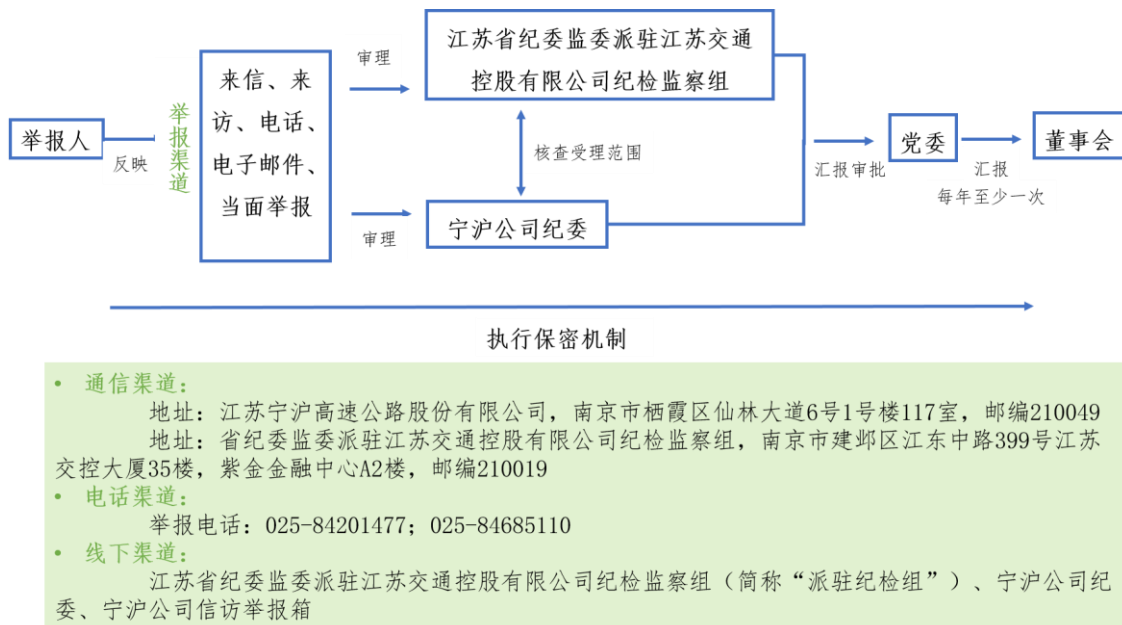 举报人
反映
举报渠道
来信、来
访、电话、
电子邮件、
当面举报
审理
审理
江苏省纪委监委派驻江苏交通
控股有限公司纪检监察组
核查受理范围
宁沪公司纪委
汇报审批
党委
汇报
每年至少一次
董事会
执行保密机制
• 通信渠道：
地址：江苏宁沪高速公路股份有限公司，南京市栖霞区仙林大道6号1号楼117室，邮编210049
地址：省纪委监委派驻江苏交通控股有限公司纪检监察组，南京市建邺区江东中路399号江苏
交控大厦35楼，紫金金融中心A2楼，邮编210019
• 电话渠道：
举报电话：025-84201477；025-84685110
• 线下渠道：
江苏省纪委监委派驻江苏交通控股有限公司纪检监察组（简称“派驻纪检组”）、宁沪公司纪
委、宁沪公司信访举报箱